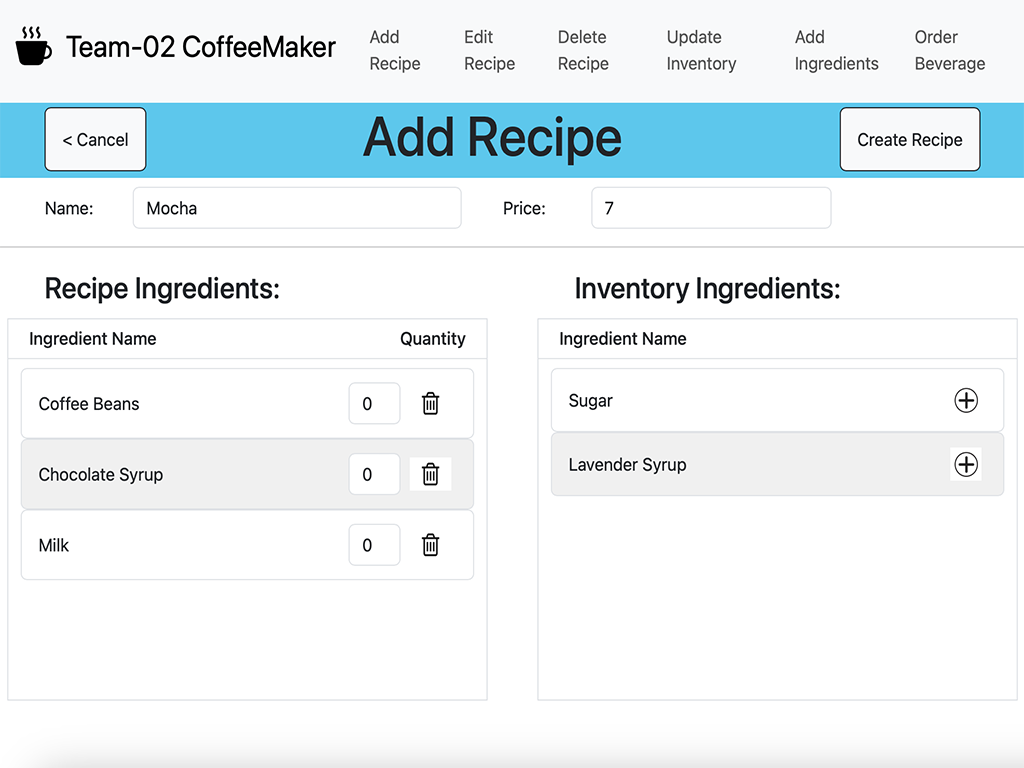 Team-02 CoffeeMaker
Add
Recipe
Edit
Recipe
Delete
Recipe
Update
Inventory
Add
Ingredients
Order
Beverage
< Cancel
Add Recipe
Create Recipe
Name:
Mocha
Price:
7
Recipe Ingredients:
Ingredient Name Quantity
Coffee Beans 0
Chocolate Syrup 0
Milk 0
Inventory Ingredients:
Ingredient Name
Sugar
Lavender Syrup